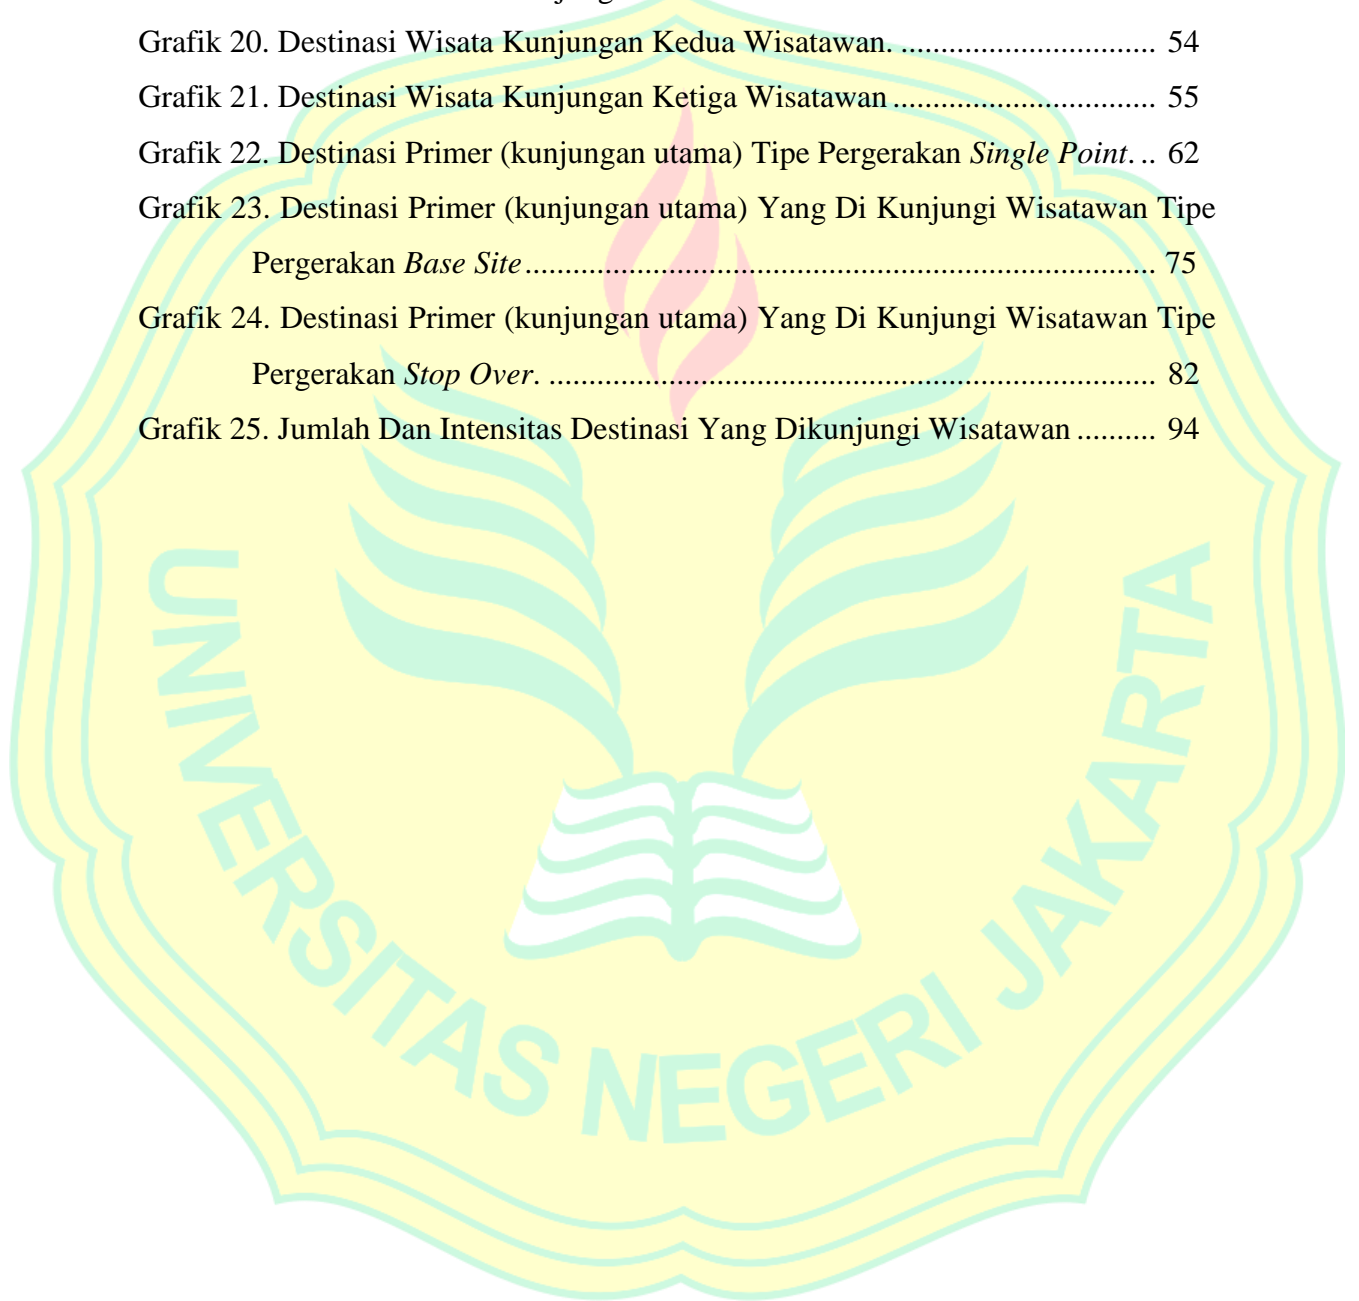 Grafik 20. Destinasi Wisata Kunjungan Kedua Wisatawan. ................................ 54
Grafik 21. Destinasi Wisata Kunjungan Ketiga Wisatawan ................................. 55
Grafik 22. Destinasi Primer (kunjungan utama) Tipe Pergerakan Single Point. .. 62
Grafik 23. Destinasi Primer (kunjungan utama) Yang Di Kunjungi Wisatawan Tipe
Pergerakan Base Site ............................................................................... 75
Grafik 24. Destinasi Primer (kunjungan utama) Yang Di Kunjungi Wisatawan Tipe
Pergerakan Stop Over. ............................................................................ 82
Grafik 25. Jumlah Dan Intensitas Destinasi Yang Dikunjungi Wisatawan .......... 94
UNIVERSITAS NEGERI JAKARTA